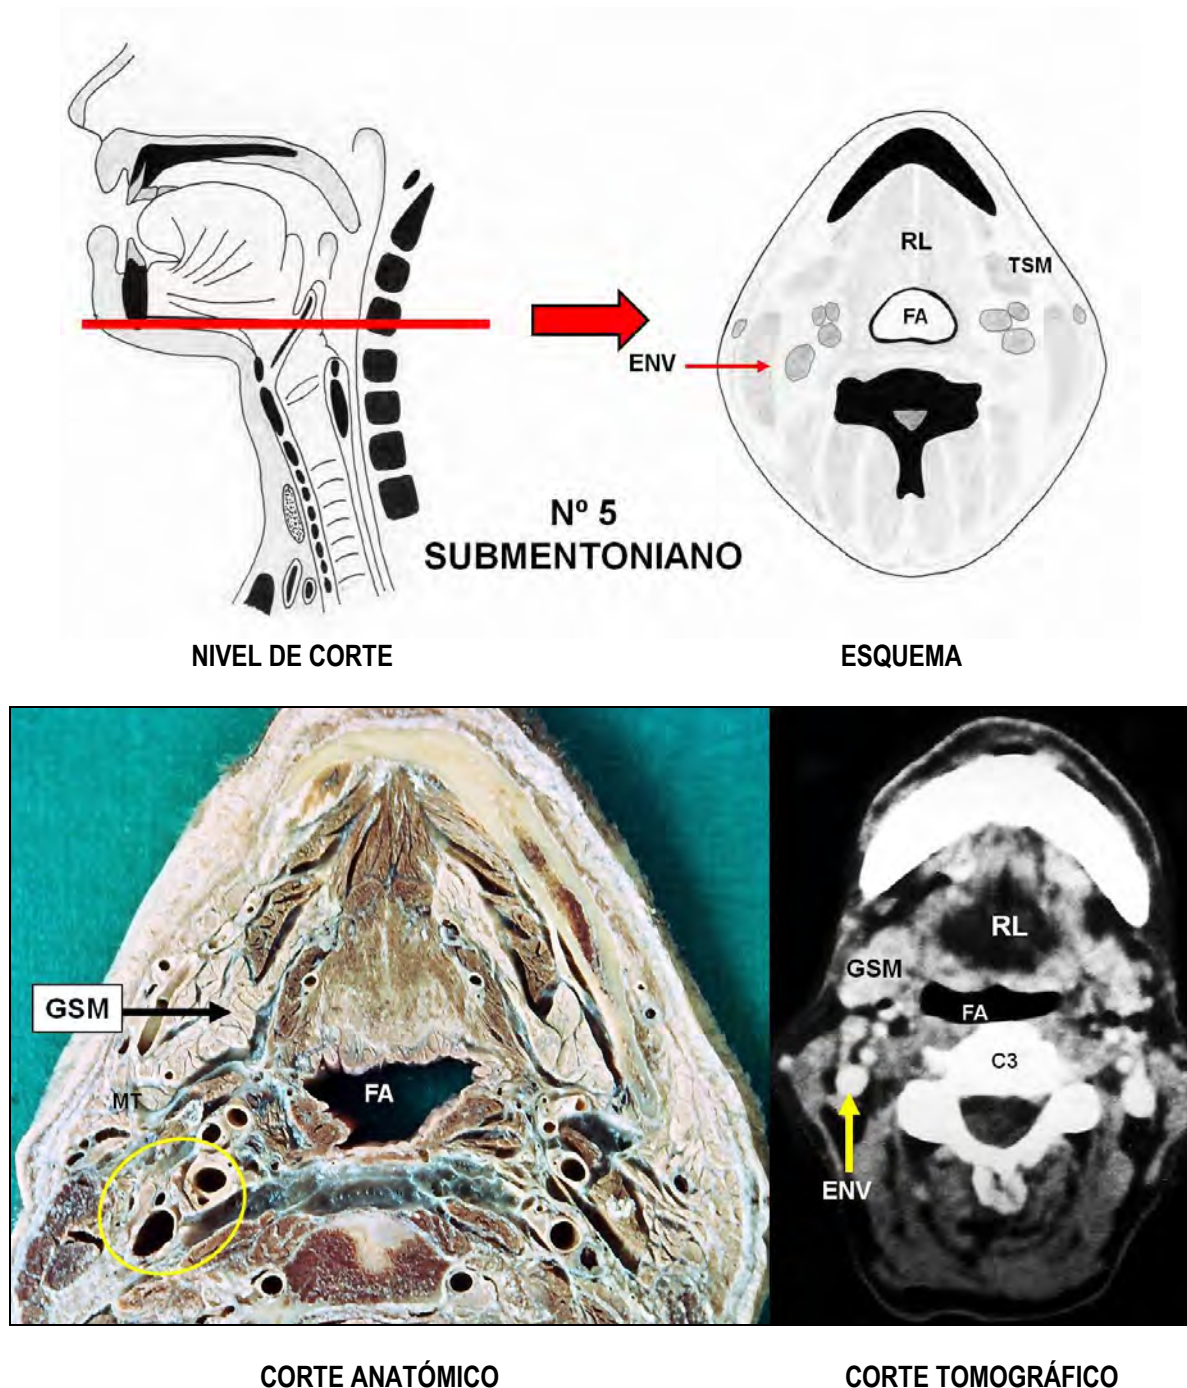 RL
TSM
FA
ENV
Nº 5
SUBMENTONIANO
NIVEL DE CORTE
ESQUEMA
GSM
MT
FA
RL
GSM
FA
C3
ENV
CORTE ANATÓMICO
CORTE TOMOGRÁFICO